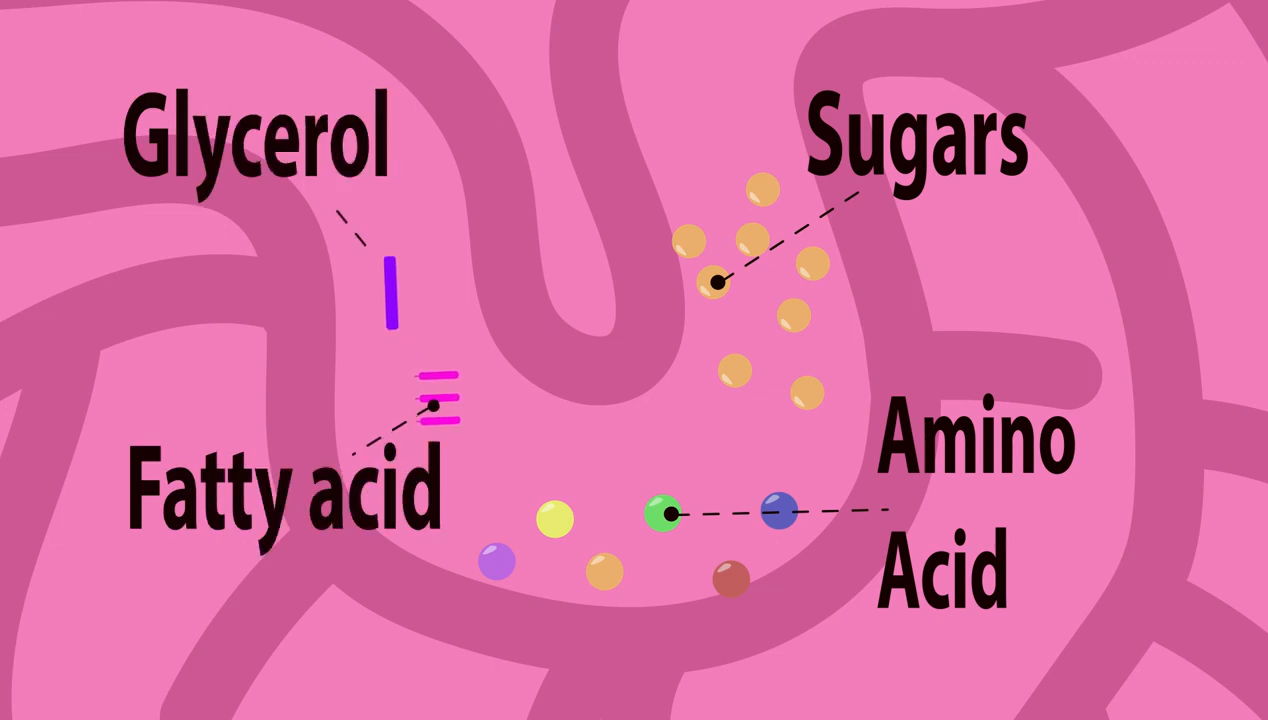 Glycerol
Sugars
Fatty acid
Amino
Acid